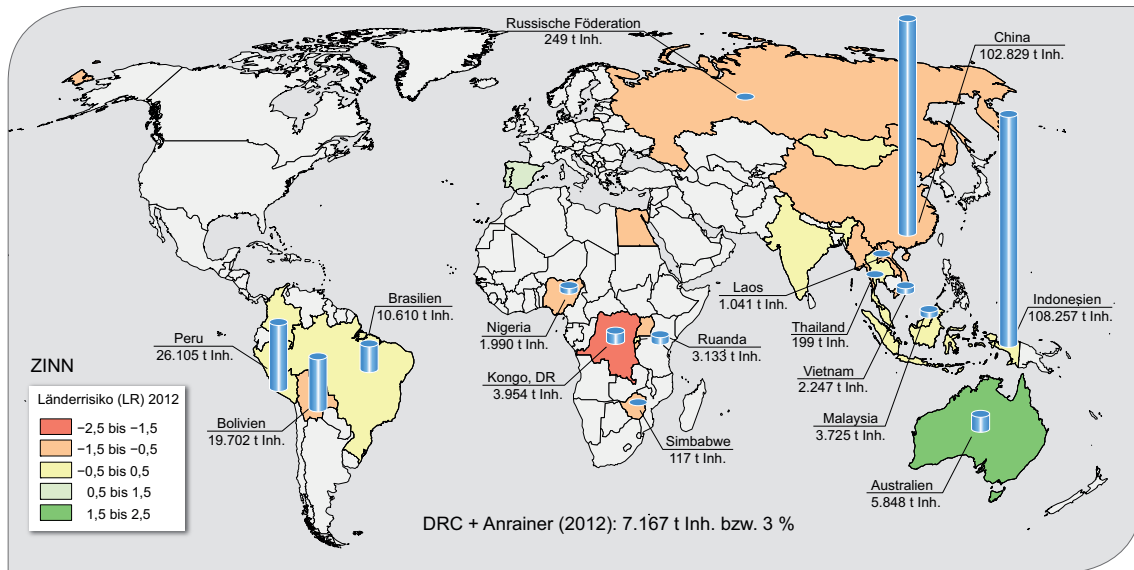 Russische Föderation
249 t Inh.
China
102.829 t Inh.
Brasilien
10.610 t Inh.
Peru
26.105 t Inh.
Bolivien
19.702 t Inh.
Nigeria
1.990 t Inh.
Kongo, DR
3.954 t Inh.
Ruanda
3.133 t Inh.
Simbabwe
117 t Inh.
Laos
1.041 t Inh.
Thailand
199 t Inh.
Vietnam
2.247 t Inh.
Malaysia
3.725 t Inh.
Indonesien
108.257 t Inh.
Australien
5.848 t Inh.
ZINN
Länderrisiko (LR) 2012
−2,5 bis −1,5
−1,5 bis −0,5
−0,5 bis 0,5
0,5 bis 1,5
1,5 bis 2,5
DRC + Anrainer (2012): 7.167 t Inh. bzw. 3 %